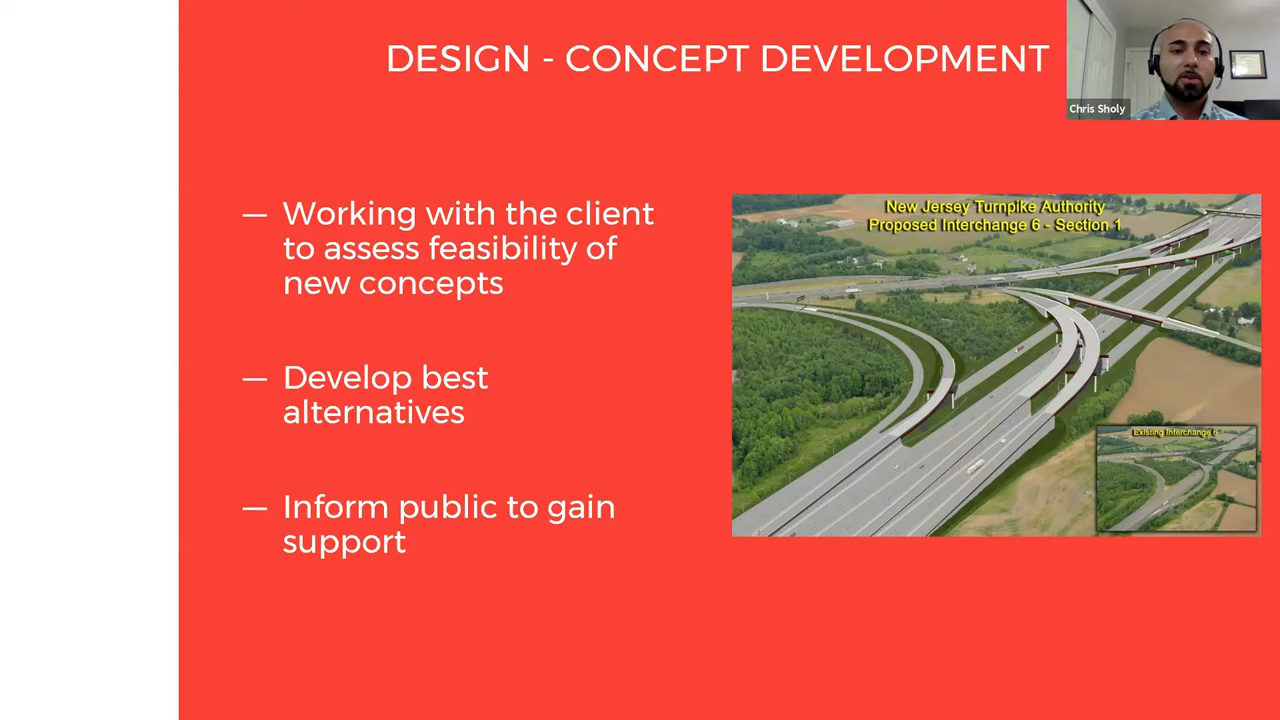 DESIGN - CONCEPT DEVELOPMENT
Chris Sholy
— Working with the client
to assess feasibility of
new concepts
— Develop best
alternatives
— Inform public to gain
support
New Jersey Turnpike Authority
Proposed Interchange 6 - Section 1
Existing Interchange 6